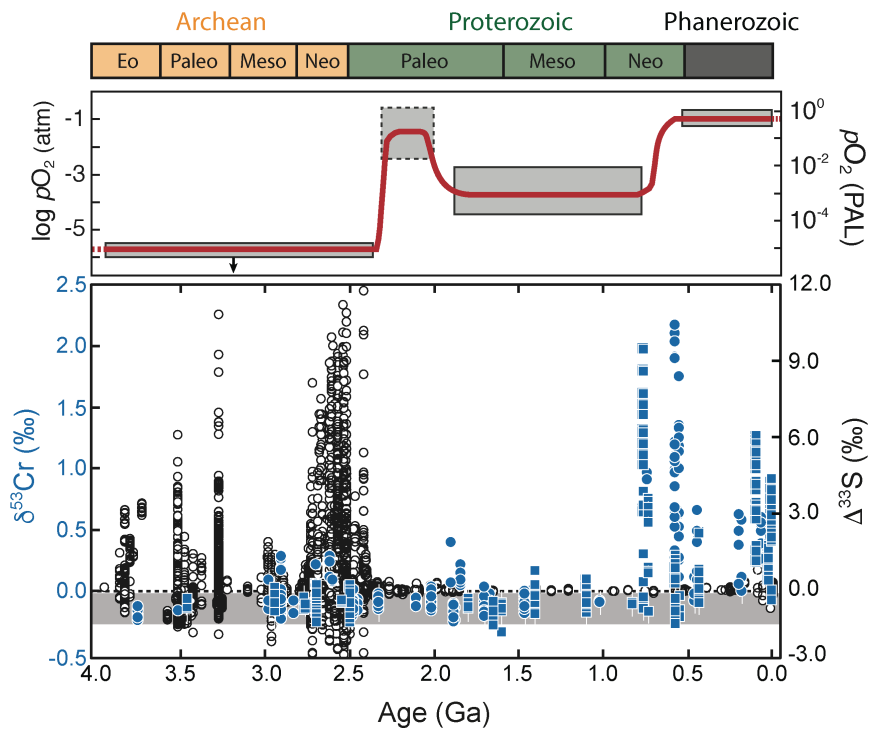 Archean Proterozoic Phanerozoic
Eo Paleo Meso Neo Paleo Meso Neo
log pO₂ (atm)
-1
-3
-5
10⁰
10⁻²
10⁻⁴
pO₂ (PAL)
δ⁵³Cr (‰)
2.5
2.0
1.5
1.0
0.5
0.0
-0.5
12.0
9.0
6.0
3.0
0.0
-3.0
Δ³³S (‰)
4.0 3.5 3.0 2.5 2.0 1.5 1.0 0.5 0.0
Age (Ga)